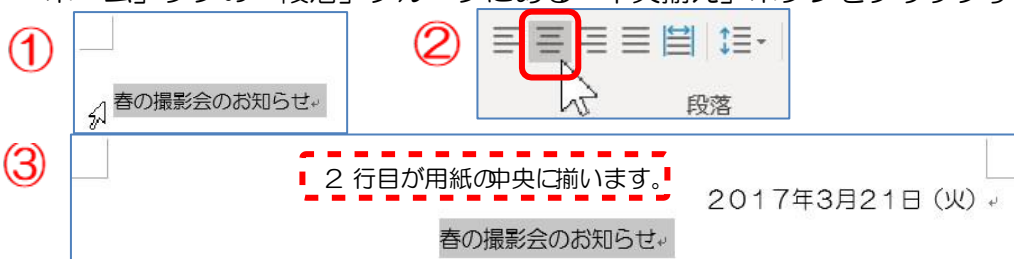 ①
春の撮影会のお知らせ
②
段落
③
2行目が用紙の中央に揃います。
2017年3月21日（火）
春の撮影会のお知らせ